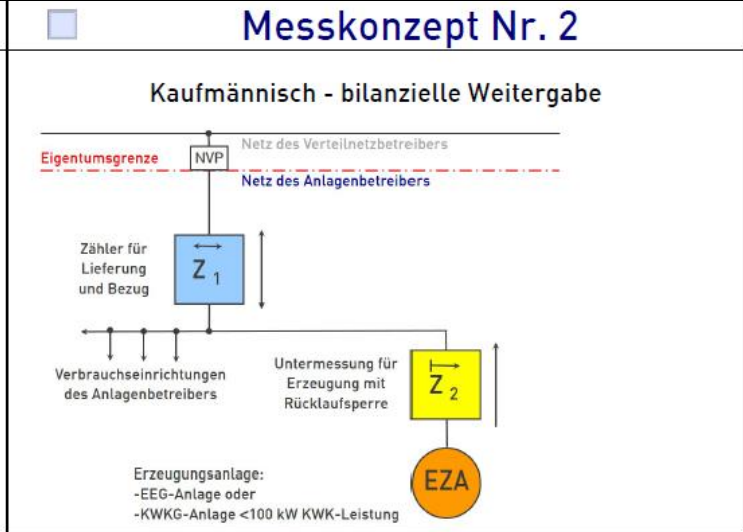 Messkonzept Nr. 2
Kaufmännisch - bilanzielle Weitergabe
Netz des Verteilnetzbetreibers
Eigentumsgrenze
NVP
Netz des Anlagenbetreibers
Zähler für
Lieferung
und Bezug
Z 1
Verbrauchseinrichtungen
des Anlagenbetreibers
Untermessung für
Erzeugung mit
Rücklaufsperre
Z 2
EZA
Erzeugungsanlage:
-EEG-Anlage oder
-KWKG-Anlage <100 kW KWK-Leistung